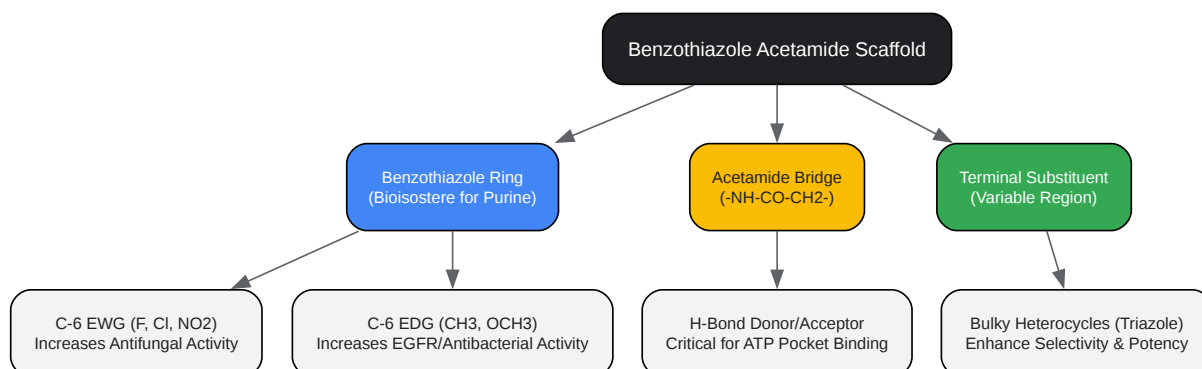 Benzothiazole Acetamide Scaffold
Benzothiazole Ring
(Bioisostere for Purine)
Acetamide Bridge
(-NH-CO-CH2-)
Terminal Substituent
(Variable Region)
C-6 EWG (F, Cl, NO2)
Increases Antifungal Activity
C-6 EDG (CH3, OCH3)
Increases EGFR/Antibacterial Activity
H-Bond Donor/Acceptor
Critical for ATP Pocket Binding
Bulky Heterocycles (Triazole)
Enhance Selectivity & Potency